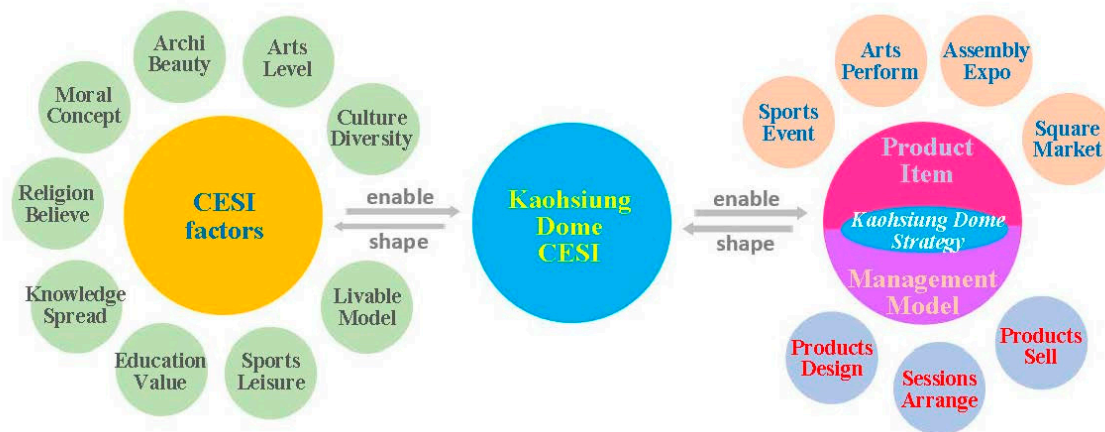 Archi
Beauty
Arts
Level
Moral
Concept
Culture
Diversity
Religion
Believe
CESI
factors
Knowledge
Spread
Livable
Model
Education
Value
Sports
Leisure
enable
shape
Kaohsiung
Dome
CESI
enable
shape
Arts
Perform
Assembly
Expo
Sports
Event
Square
Market
Product
Item
Kaohsiung Dome
Strategy
Management
Model
Products
Design
Sessions
Arrange
Products
Sell